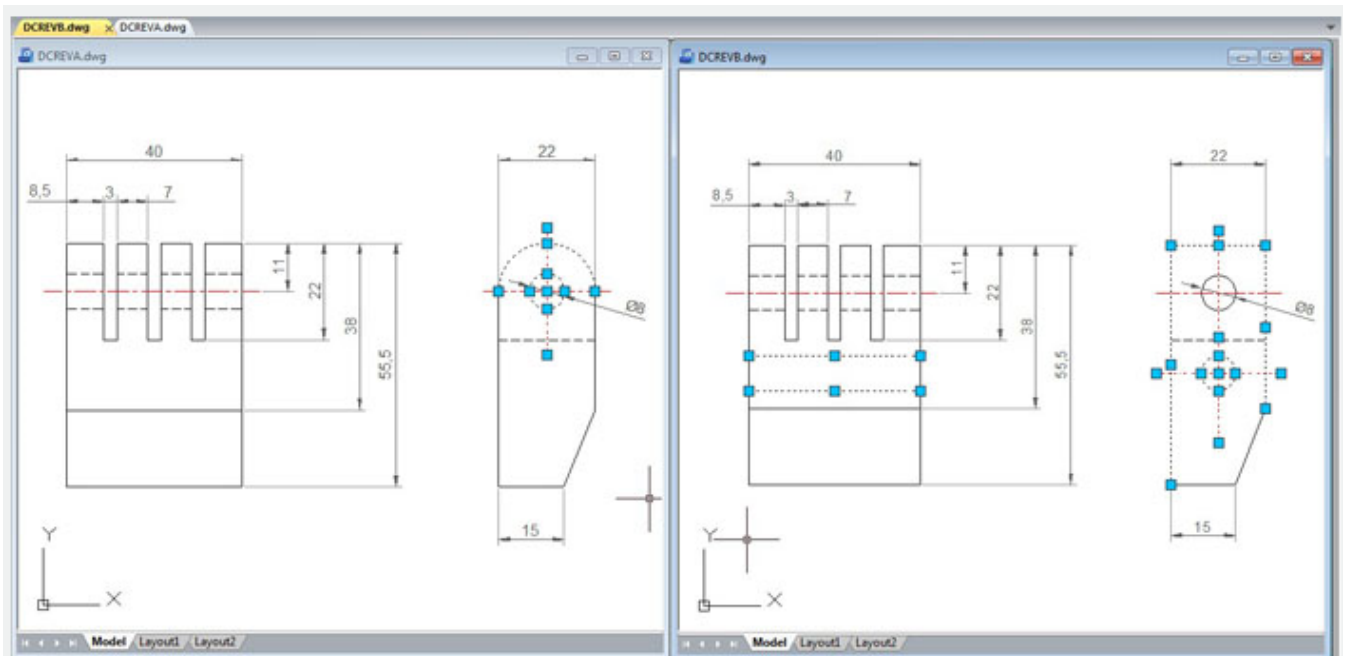 DCREVB.dwg DCREVA.dwg
DCREVA.dwg
40
22
8,5
3
7
11
22
38
55,5
Ø8
15
Y
X
Model Layout1 Layout2
DCREVB.dwg
40
22
8,5
3
7
11
22
38
55,5
Ø8
15
Y
X
Model Layout1 Layout2